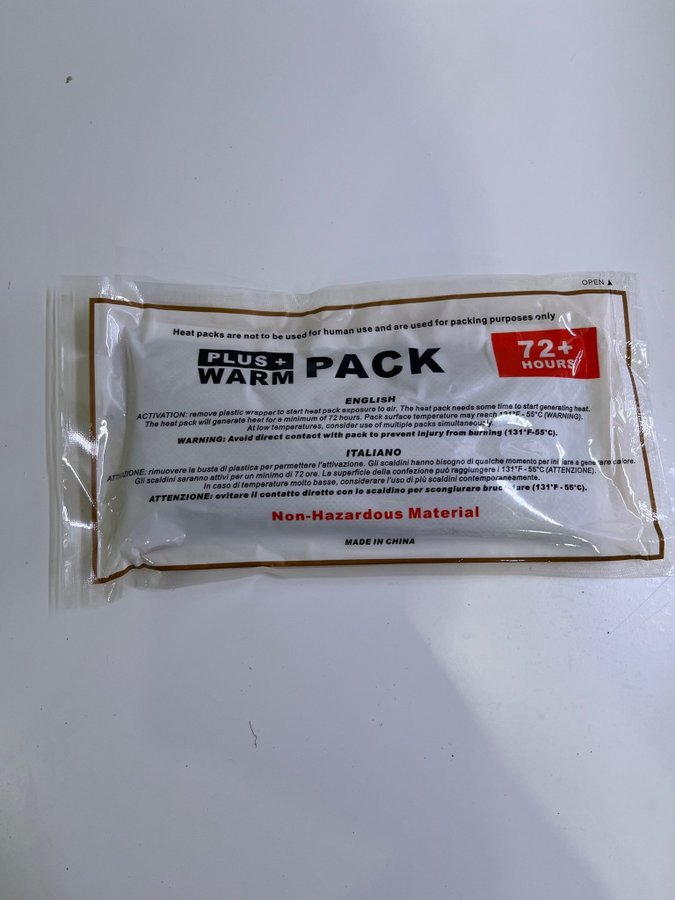 OPEN ▲
Heat packs are not to be used for human use and are used for packing purposes only
PLUS +
WARM PACK
72+
HOURS
ENGLISH
ACTIVATION: remove plastic wrapper to start heat pack exposure to air. The heat pack needs some time to start generating heat.
The heat pack will generate heat for a minimum of 72 hours. Pack surface temperature may reach 131°F - 55°C (WARNING).
At low temperatures, consider use of multiple packs simultaneously.
WARNING: Avoid direct contact with pack to prevent injury from burning (131°F-55°C).
ITALIANO
ATTIVAZIONE: rimuovere la busta di plastica per permettere l'attivazione. Gli scaldini hanno bisogno di qualche momento per iniziare a generare calore.
Gli scaldini saranno attivi per un minimo di 72 ore. La superficie della confezione può raggiungere i 131°F - 55°C (ATTENZIONE).
in caso di temperature molto basse, considerare l'uso di più scaldini contemporaneamente.
ATTENZIONE: evitare il contatto diretto con lo scaldino per scongiurare bruciature (131°F - 55°C).
Non-Hazardous Material
MADE IN CHINA